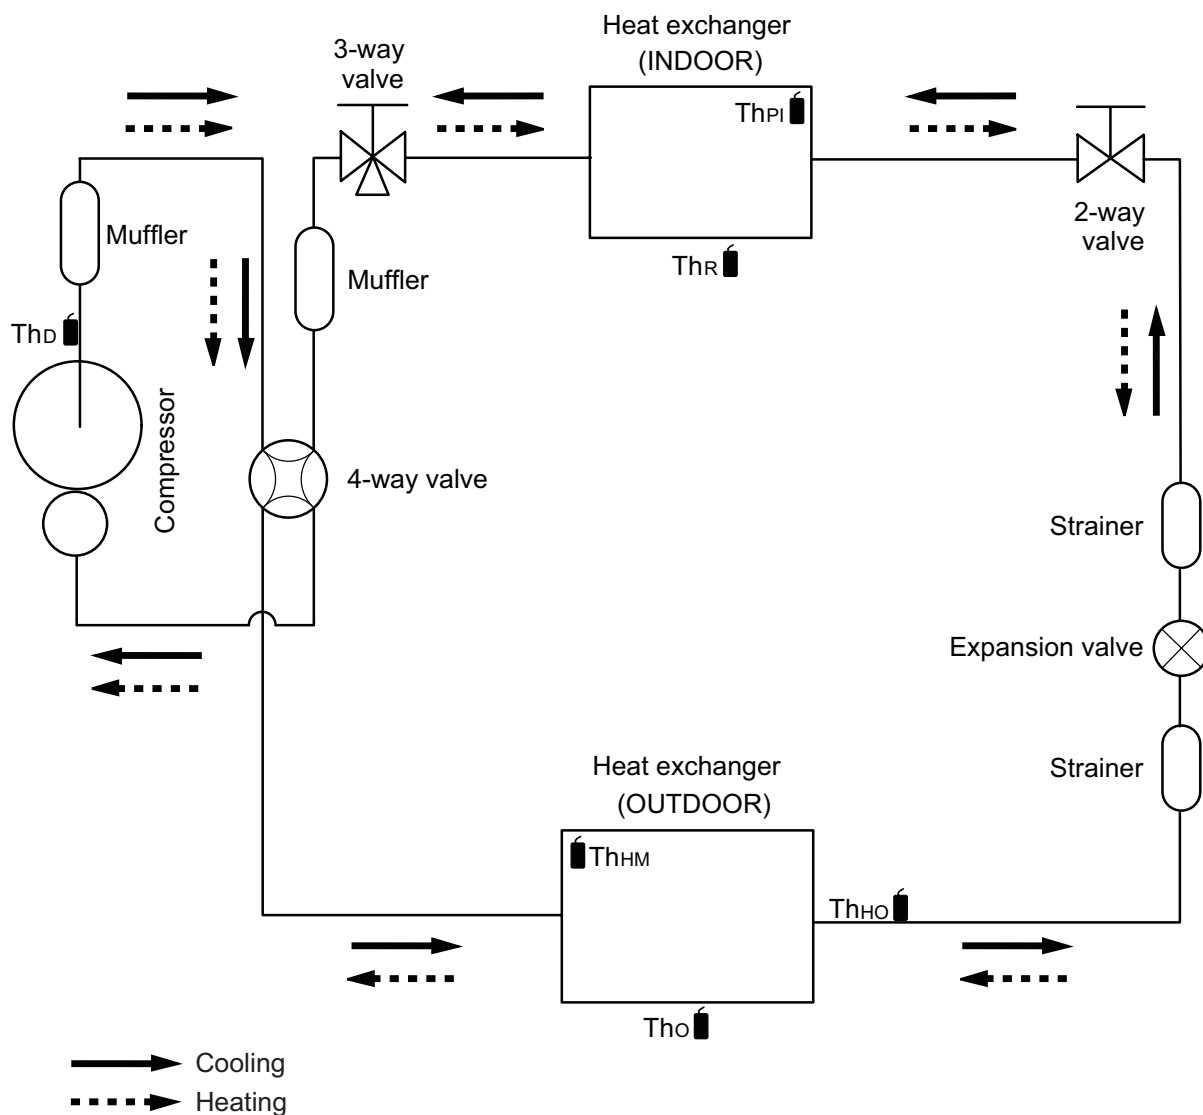 Heat exchanger
(INDOOR)
3-way
valve
ThPI
Muffler
2-way
valve
ThR
Muffler
ThD
Compressor
4-way valve
Strainer
Expansion valve
Strainer
Heat exchanger
(OUTDOOR)
ThHM
ThHO
ThO
Cooling
Heating